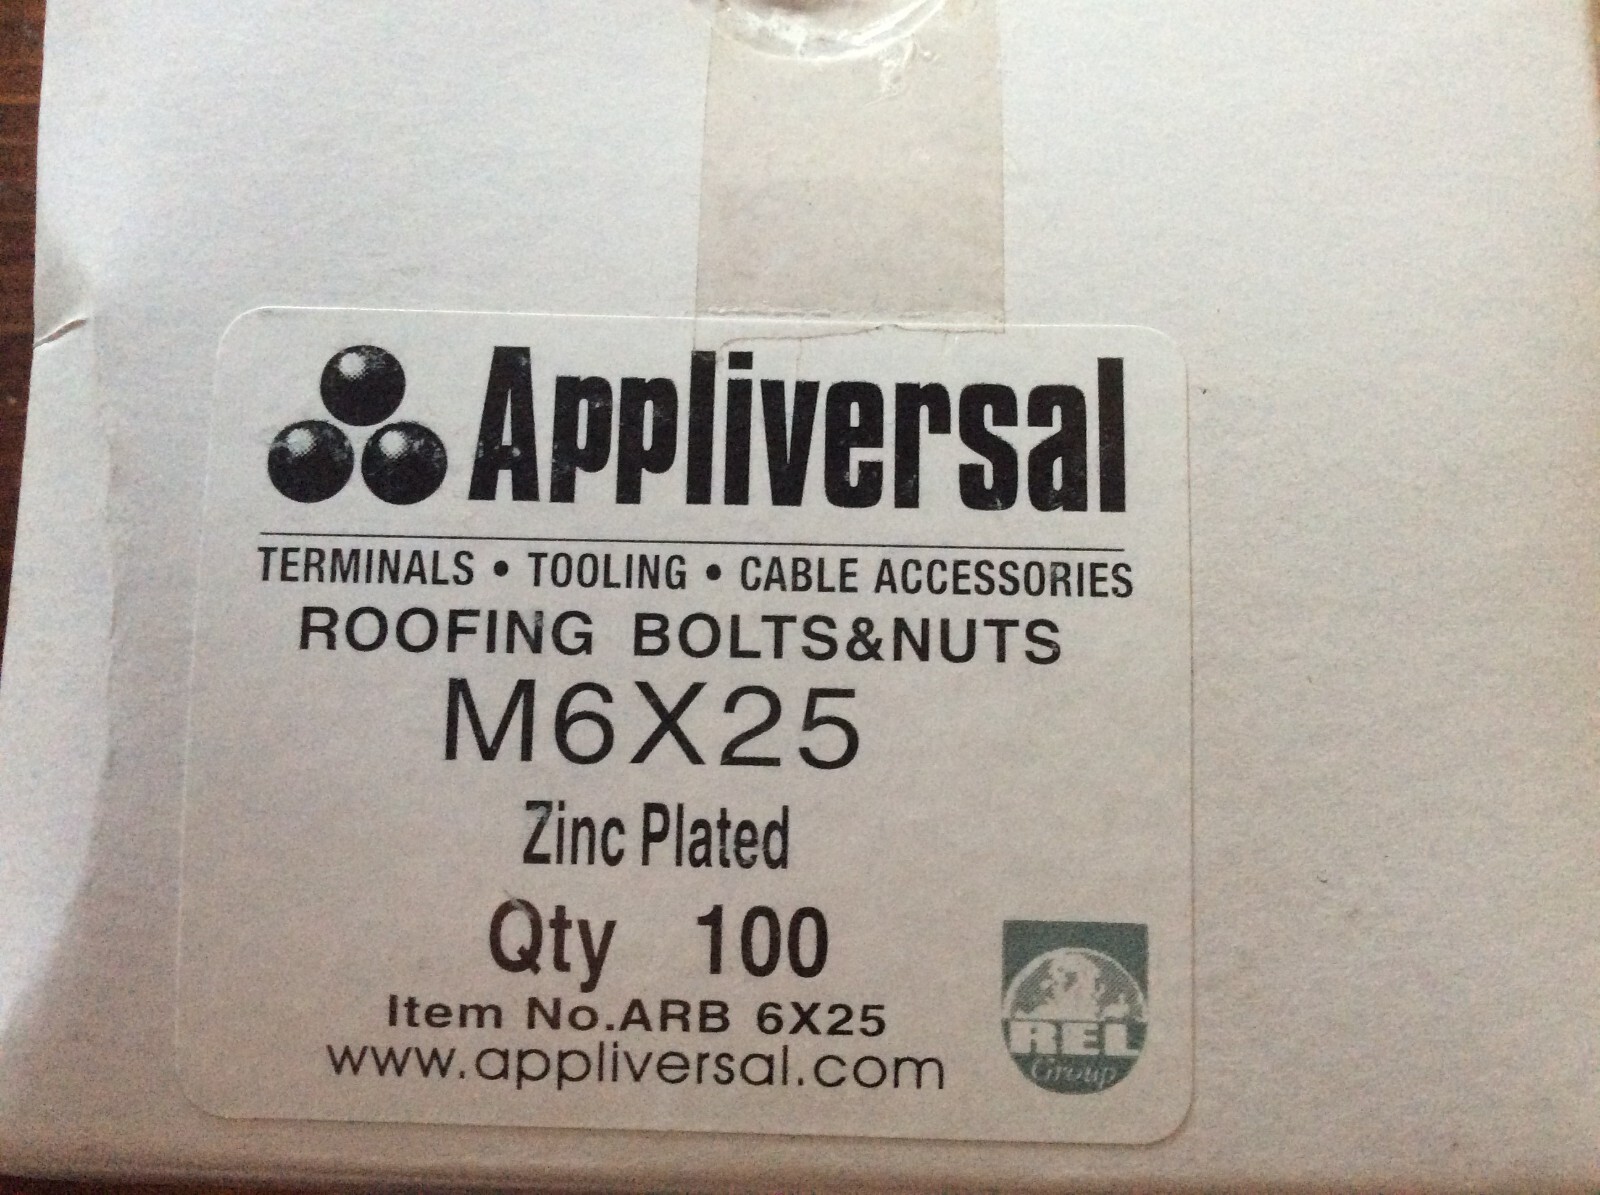 Appliversal
TERMINALS • TOOLING • CABLE ACCESSORIES
ROOFING BOLTS&NUTS
M6X25
Zinc Plated
Qty 100
Item No.ARB 6X25
www.appliversal.com
REL
Group